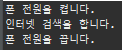 폰 전원을 켭니다.
인터넷 검색을 합니다.
폰 전원을 끕니다.